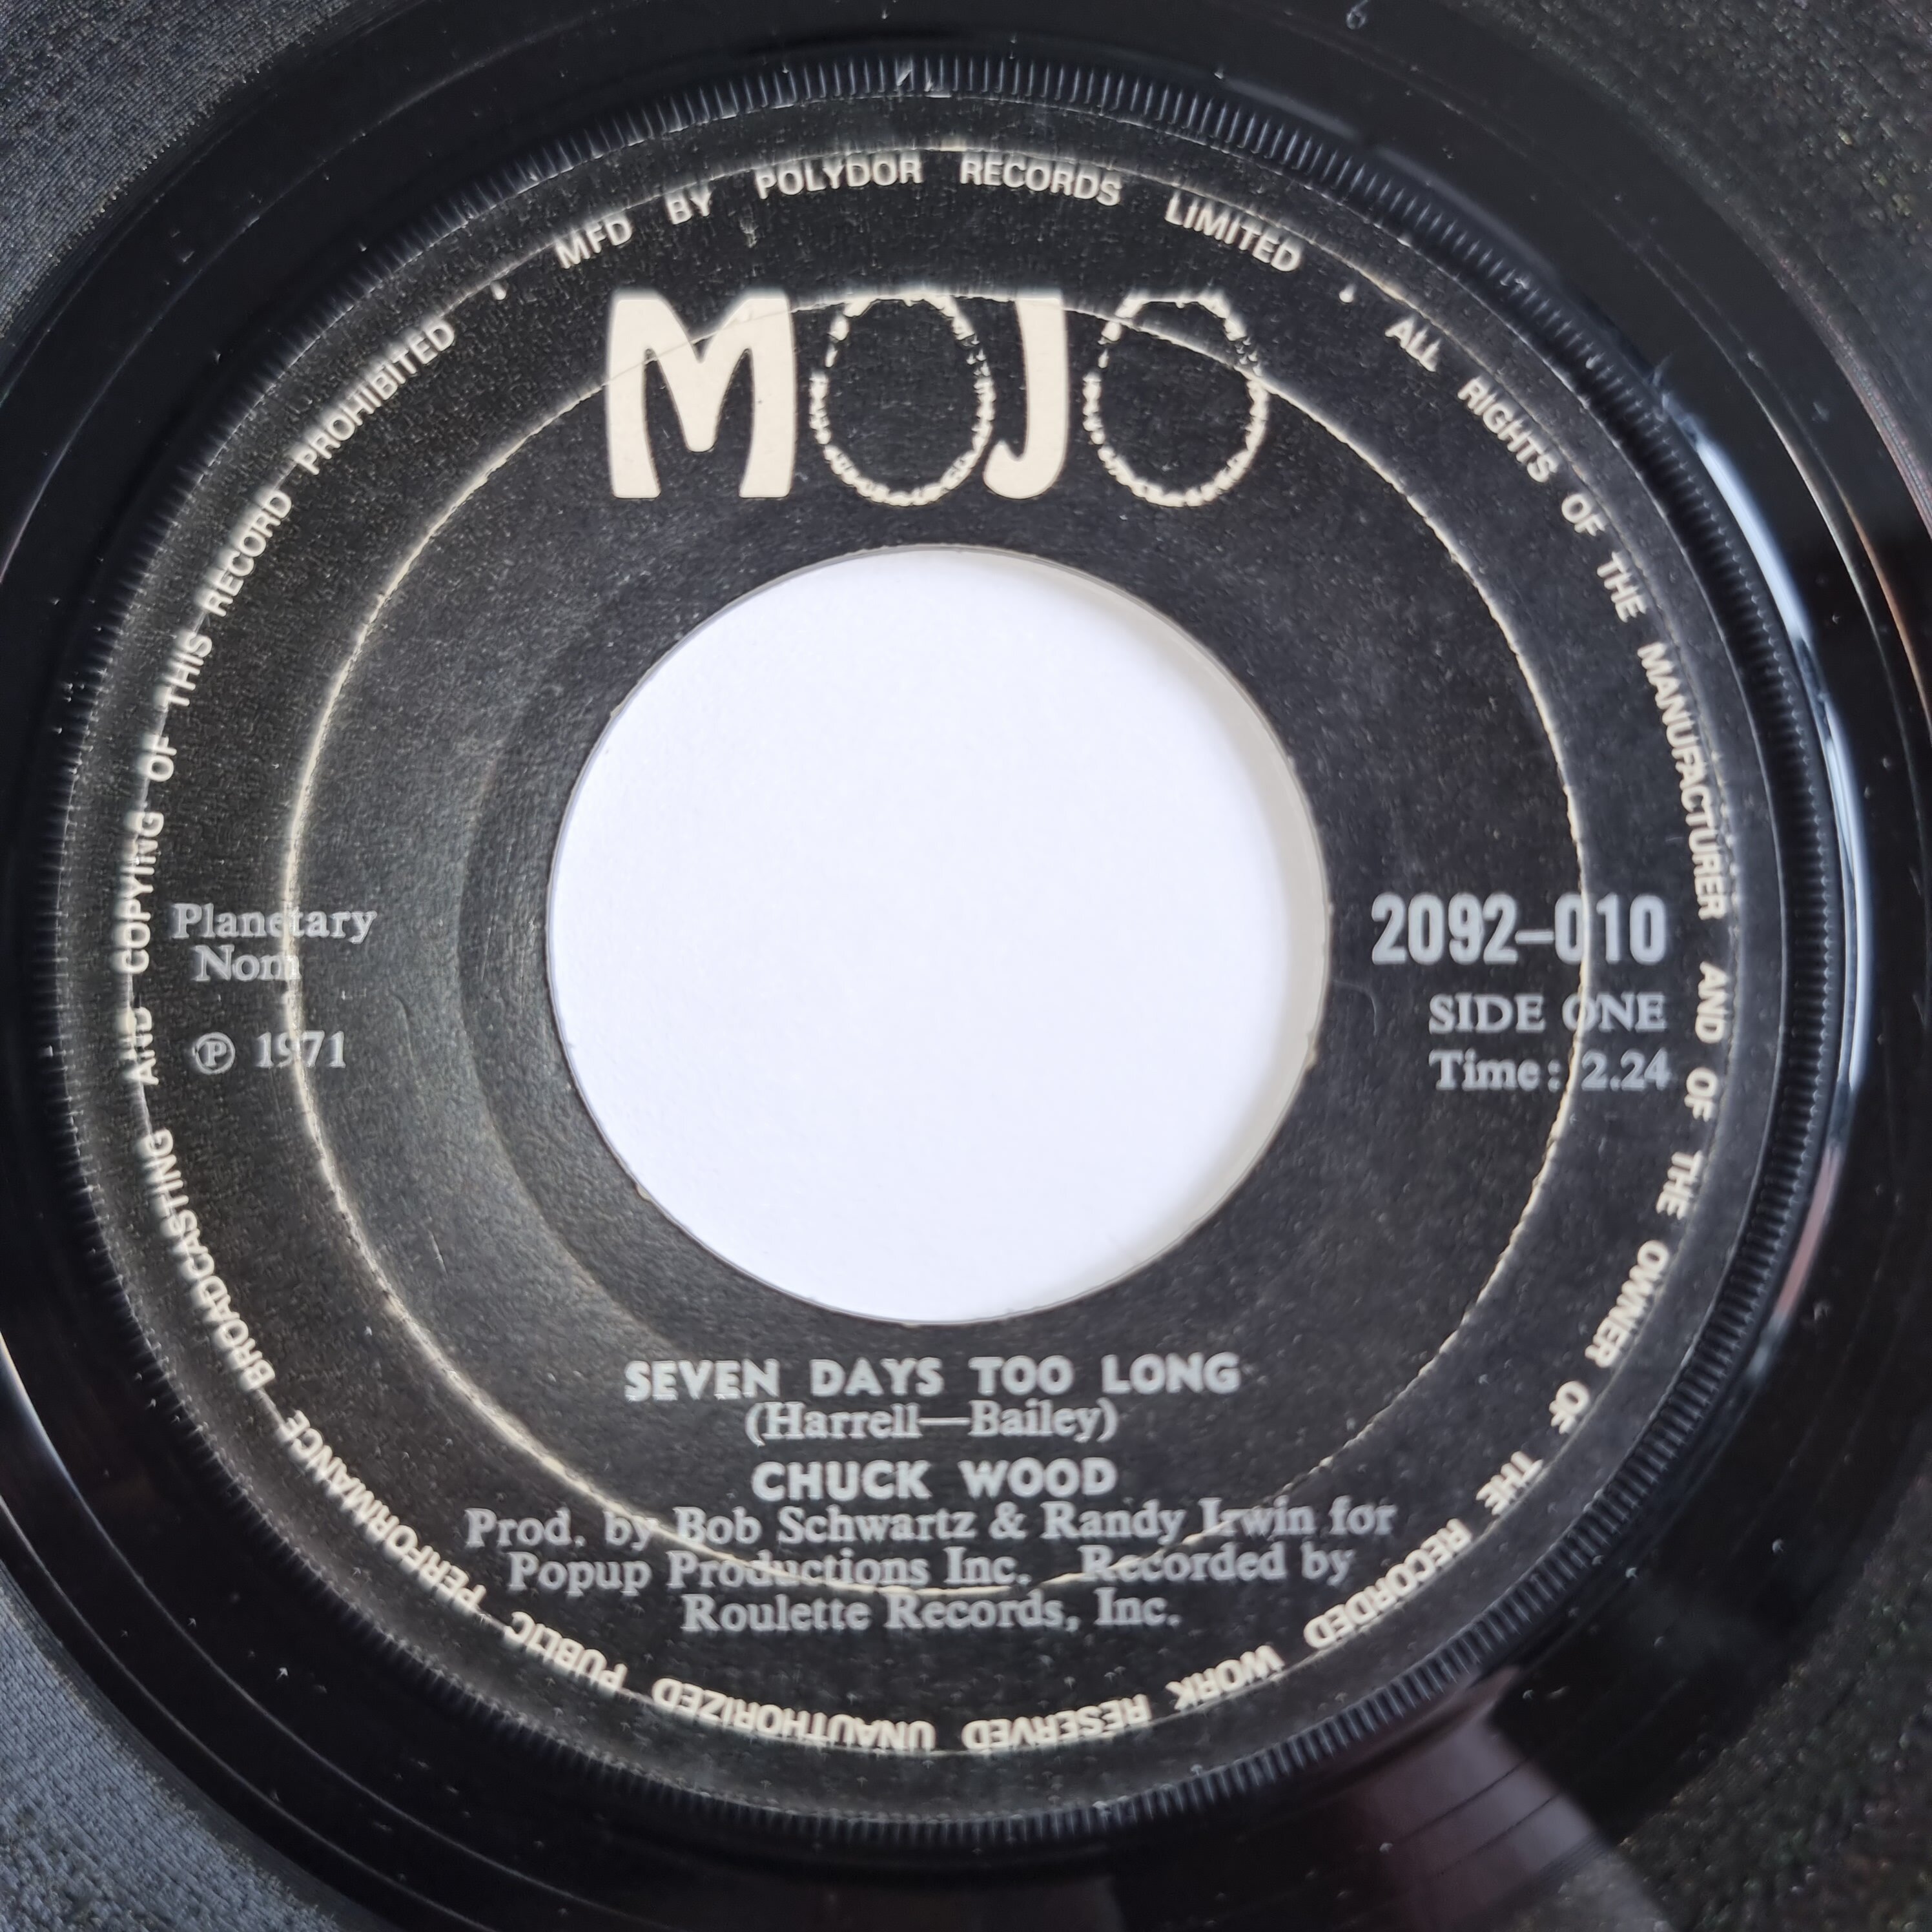 MFD BY POLYDOR RECORDS LIMITED · ALL RIGHTS OF THE MANUFACTURER AND OF THE OWNER OF THE RECORDED WORK RESERVED UNAUTHORIZED PUBLIC PERFORMANCE BROADCASTING AND COPYING OF THIS RECORD PROHIBITED ·
MOJO
Planetary
Nom
℗ 1971
2092–010
SIDE ONE
Time: 2.24
SEVEN DAYS TOO LONG
(Harrell—Bailey)
CHUCK WOOD
Prod. by Bob Schwartz & Randy Irwin for
Popup Productions Inc. Recorded by
Roulette Records, Inc.
6